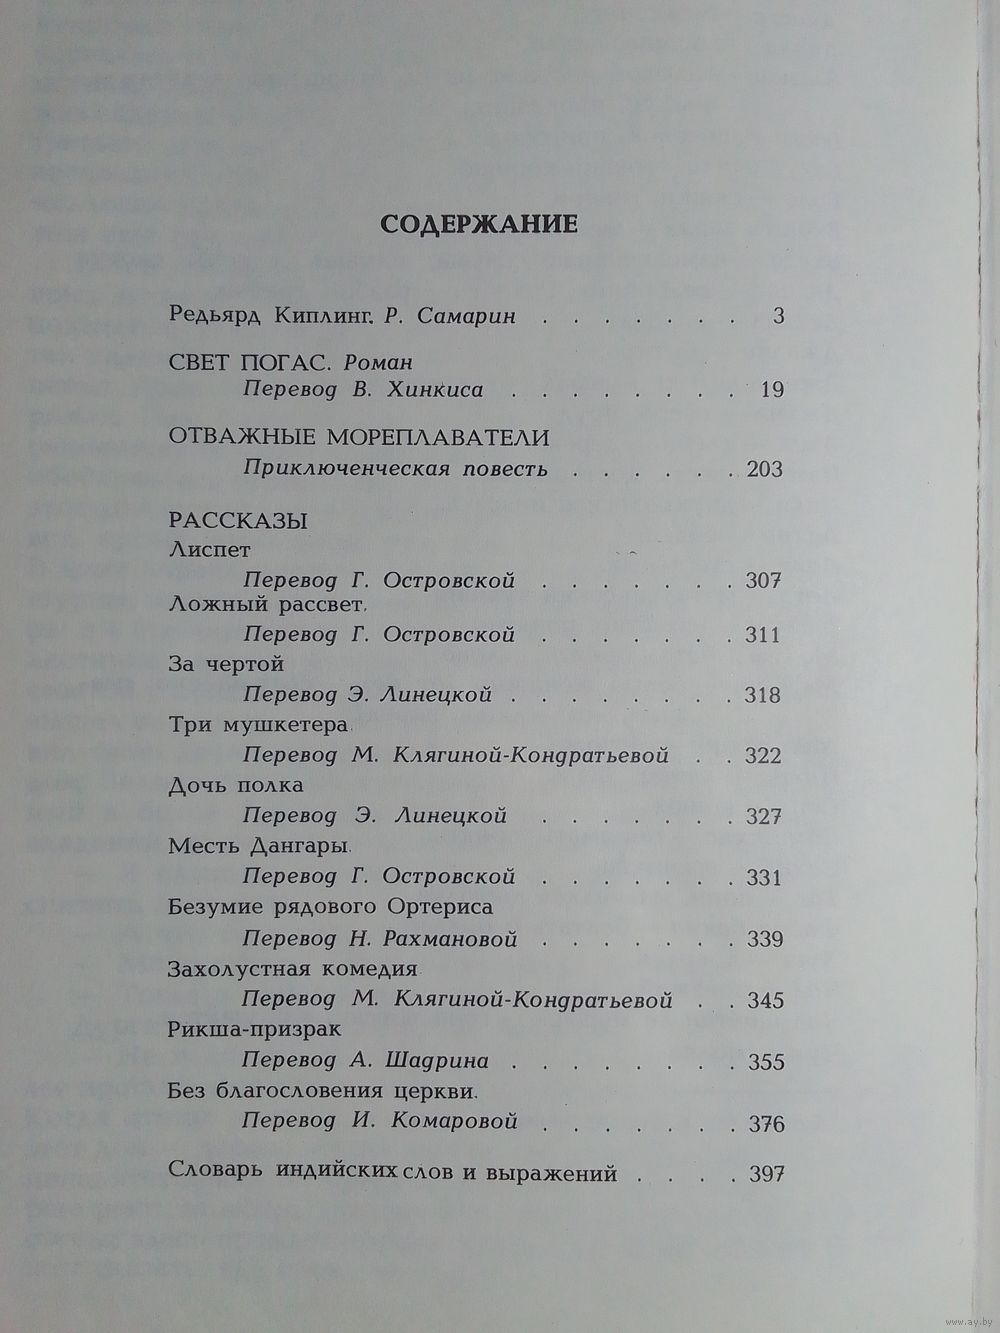 СОДЕРЖАНИЕ
Редьярд Киплинг. Р. Самарин . . . . . . . 3
СВЕТ ПОГАС. Роман
Перевод В. Хинкиса . . . . . . . . 19
ОТВАЖНЫЕ МОРЕПЛАВАТЕЛИ
Приключенческая повесть . . . . . . 203
РАССКАЗЫ
Лиспет
Перевод Г. Островской . . . . . . . 307
Ложный рассвет.
Перевод Г. Островской . . . . . . . 311
За чертой
Перевод Э. Линецкой . . . . . . . . 318
Три мушкетера.
Перевод М. Клягиной-Кондратьевой . . 322
Дочь полка
Перевод Э. Линецкой . . . . . . . 327
Месть Дангары.
Перевод Г. Островской . . . . . . . 331
Безумие рядового Ортериса
Перевод Н. Рахмановой . . . . . . . 339
Захолустная комедия.
Перевод М. Клягиной-Кондратьевой . . 345
Рикша-призрак
Перевод А. Шадрина . . . . . . . . 355
Без благословения церкви.
Перевод И. Комаровой . . . . . . . 376
Словарь индийских слов и выражений . . . . 397
www.ay.by